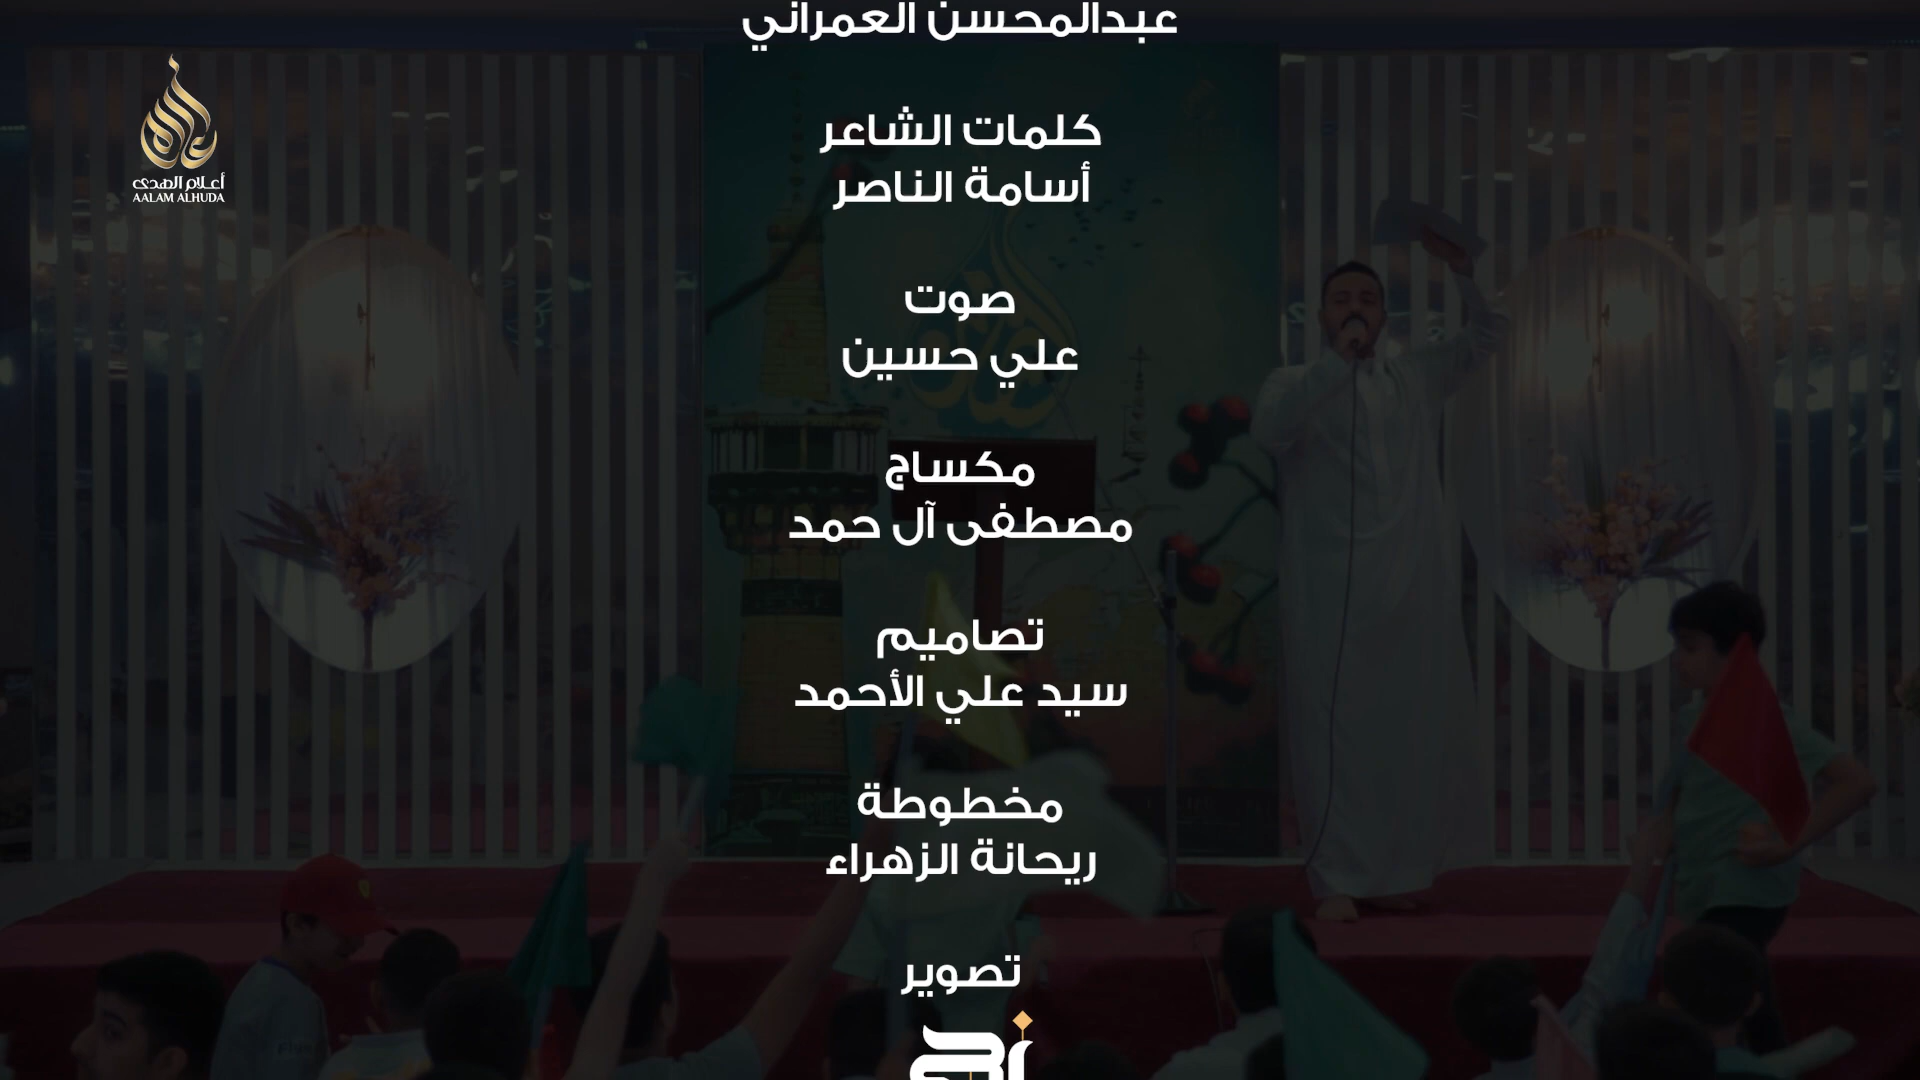 عبدالمحسن العمراني
أعلام الهدى
AALAM ALHUDA
كلمات الشاعر
أسامة الناصر
صوت
علي حسين
مكساج
مصطفى آل حمد
تصاميم
سيد علي الأحمد
مخطوطة
ريحانة الزهراء
تصوير